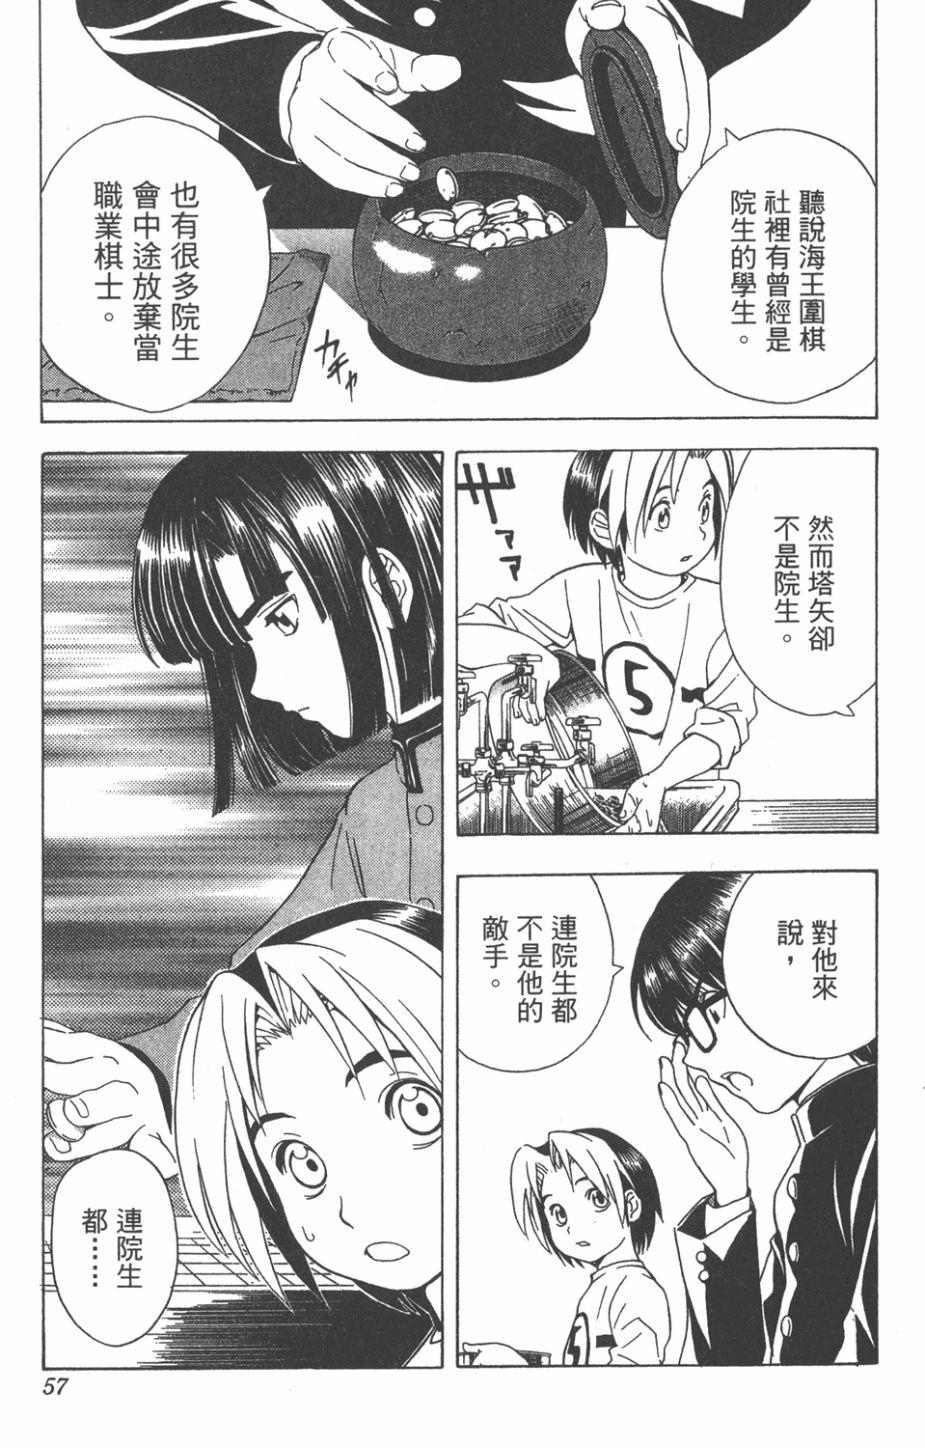 聽說海王圍棋
社裡有曾經是
院生的學生。
也有很多院生
會中途放棄當
職業棋士。
カチャ
然而塔矢卻
不是院生。
ザァァ
對他來
說，
連院生都
不是他的
敵手。
連院生
都⋯⋯
57